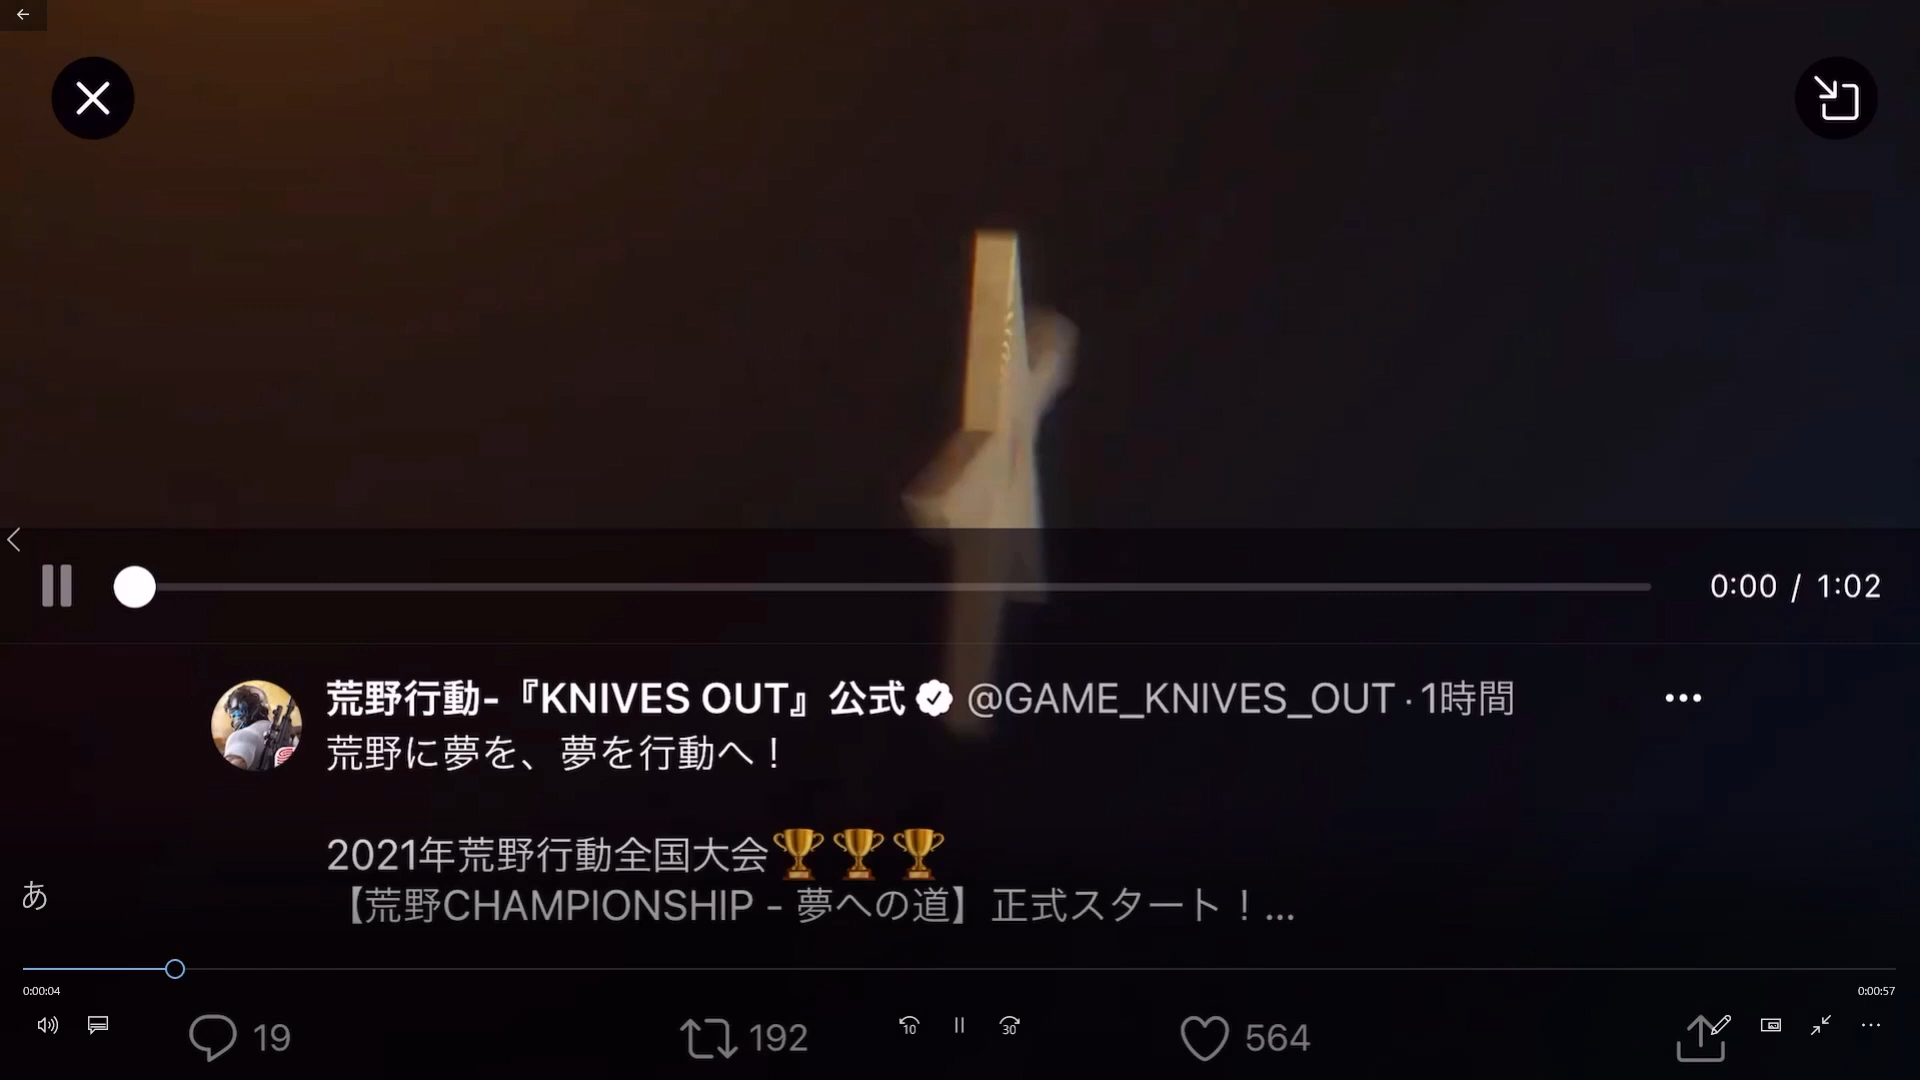 0:00 / 1:02
荒野行動-『KNIVES OUT』公式 @GAME_KNIVES_OUT · 1時間
荒野に夢を、夢を行動へ！
2021年荒野行動全国大会🏆🏆🏆
【荒野CHAMPIONSHIP - 夢への道】正式スタート！...
あ
0:00:04
0:00:57
19
192
10
30
564